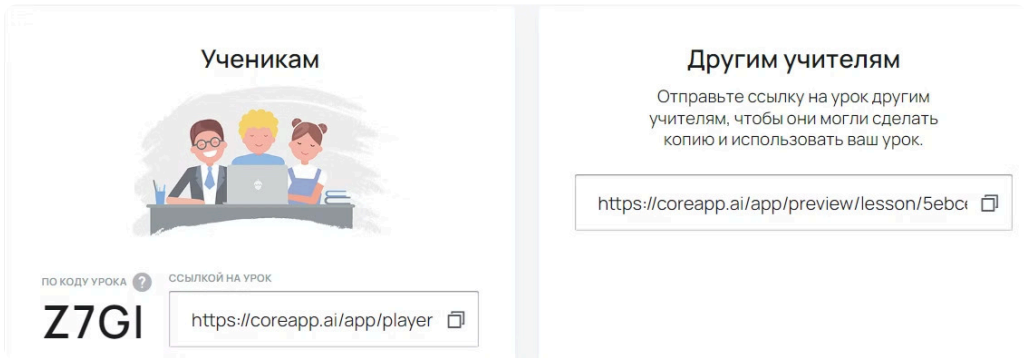 Ученикам
ПО КОДУ УРОКА ?
Z7GI
ССЫЛКОЙ НА УРОК
https://coreapp.ai/app/player
Другим учителям
Отправьте ссылку на урок другим
учителям, чтобы они могли сделать
копию и использовать ваш урок.
https://coreapp.ai/app/preview/lesson/5ebce